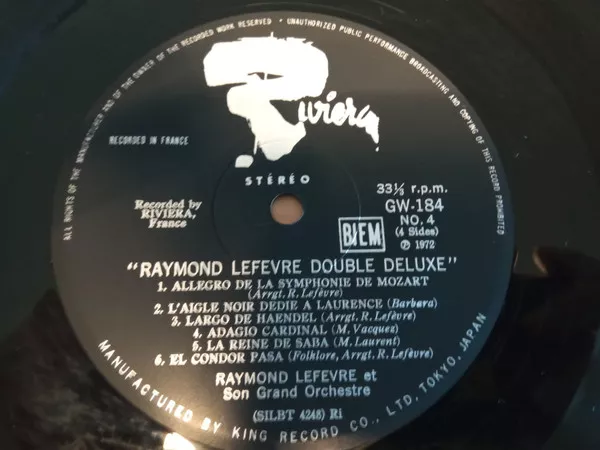 ALL RIGHTS OF THE MANUFACTURER AND OF THE OWNER OF THE RECORDED WORK RESERVED • UNAUTHORIZED PUBLIC PERFORMANCE BROADCASTING AND COPYING OF THIS RECORD PROHIBITED
Riviera
RECORDED IN FRANCE
STÉRÉO
Recorded by
RIVIERA,
France
33⅓ r.p.m.
GW-184
NO. 4
(4 Sides)
Ⓟ 1972
BIEM
"RAYMOND LEFEVRE DOUBLE DELUXE"
1. ALLEGRO DE LA SYMPHONIE DE MOZART
(Arrgt. R. Lefèvre)
2. L'AIGLE NOIR DEDIE A LAURENCE (Barbara)
3. LARGO DE HAENDEL (Arrgt. R. Lefèvre)
4. ADAGIO CARDINAL (M. Vacquez)
5. LA REINE DE SABA (M. Laurent)
6. EL CONDOR PASA (Folklore, Arrgt. R. Lefèvre)
RAYMOND LEFEVRE et
Son Grand Orchestre
(SILBT 4248) Ri
MANUFACTURED BY KING RECORD CO., LTD. TOKYO, JAPAN